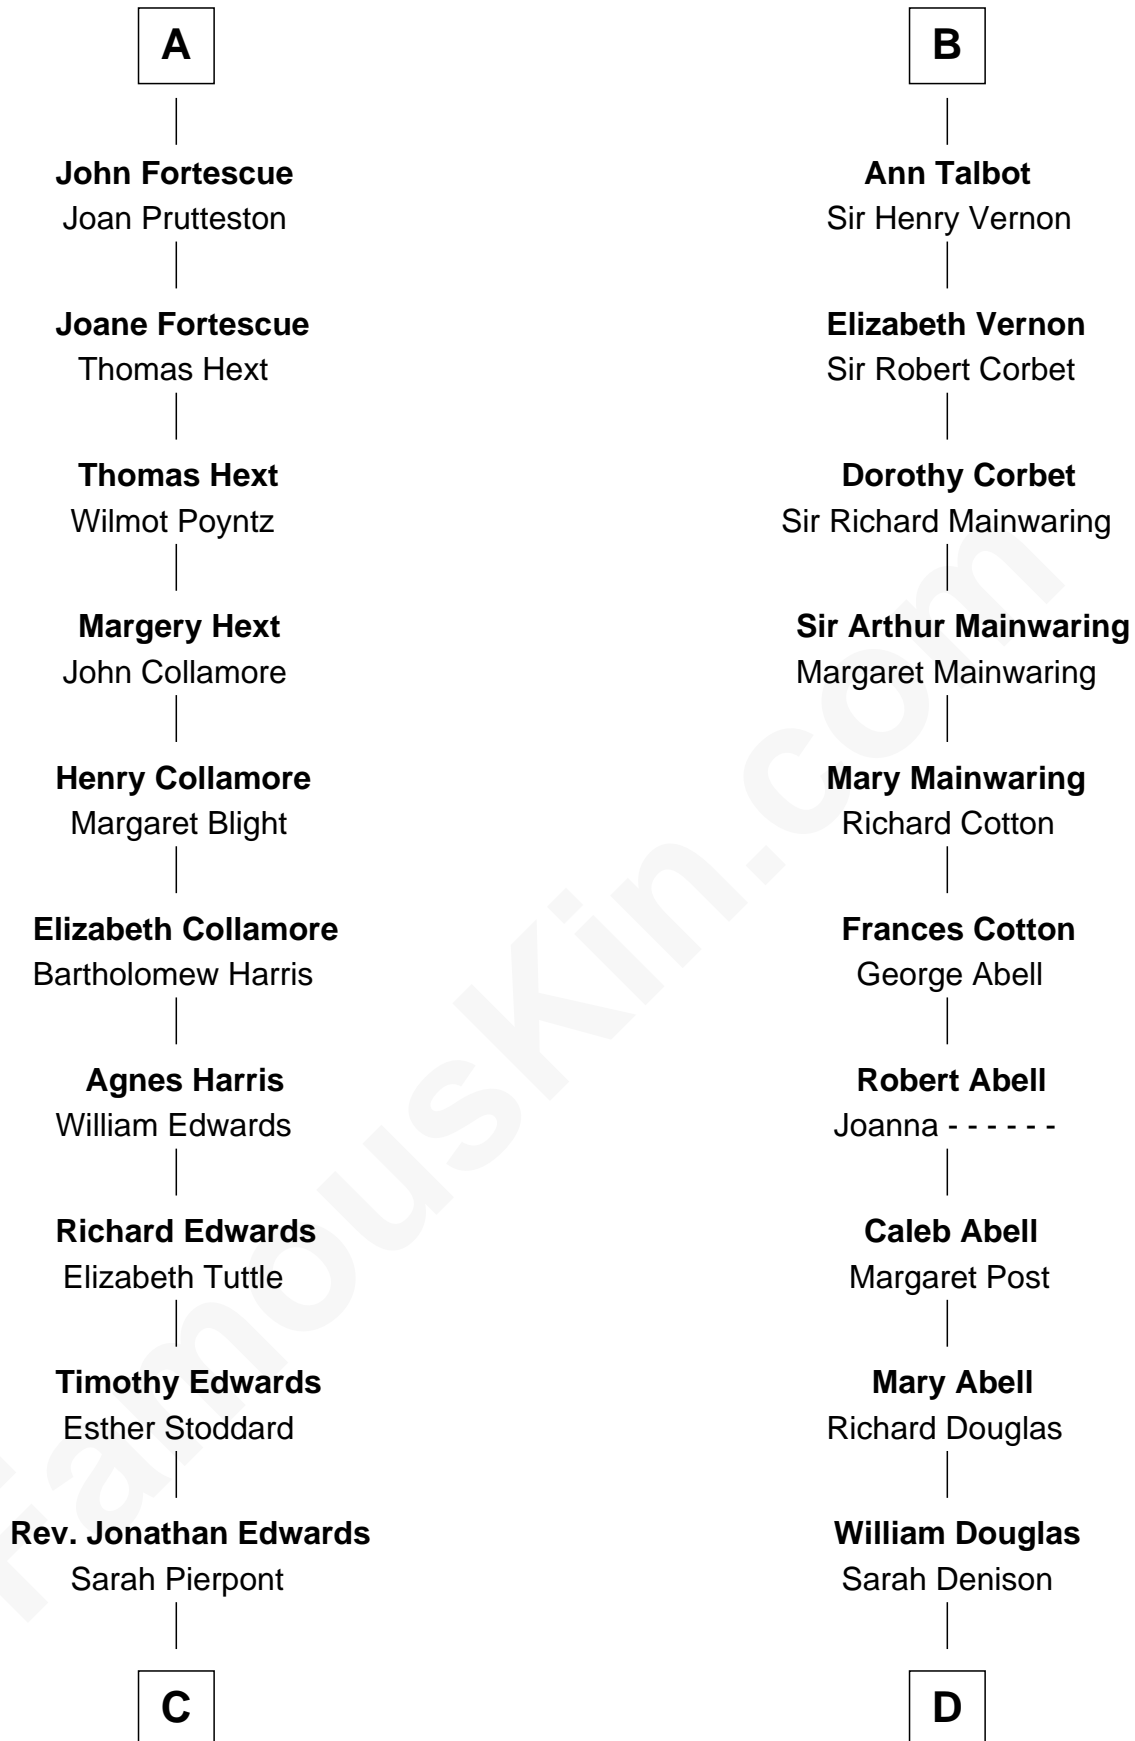 A
John Fortescue
Joan Prutteston
Joane Fortescue
Thomas Hext
Thomas Hext
Wilmot Poyntz
Margery Hext
John Collamore
Henry Collamore
Margaret Blight
Elizabeth Collamore
Bartholomew Harris
Agnes Harris
William Edwards
Richard Edwards
Elizabeth Tuttle
Timothy Edwards
Esther Stoddard
Rev. Jonathan Edwards
Sarah Pierpont
C
B
Ann Talbot
Sir Henry Vernon
Elizabeth Vernon
Sir Robert Corbet
Dorothy Corbet
Sir Richard Mainwaring
Sir Arthur Mainwaring
Margaret Mainwaring
Mary Mainwaring
Richard Cotton
Frances Cotton
George Abell
Robert Abell
Joanna - - - - - -
Caleb Abell
Margaret Post
Mary Abell
Richard Douglas
William Douglas
Sarah Denison
D
FamousKin.com